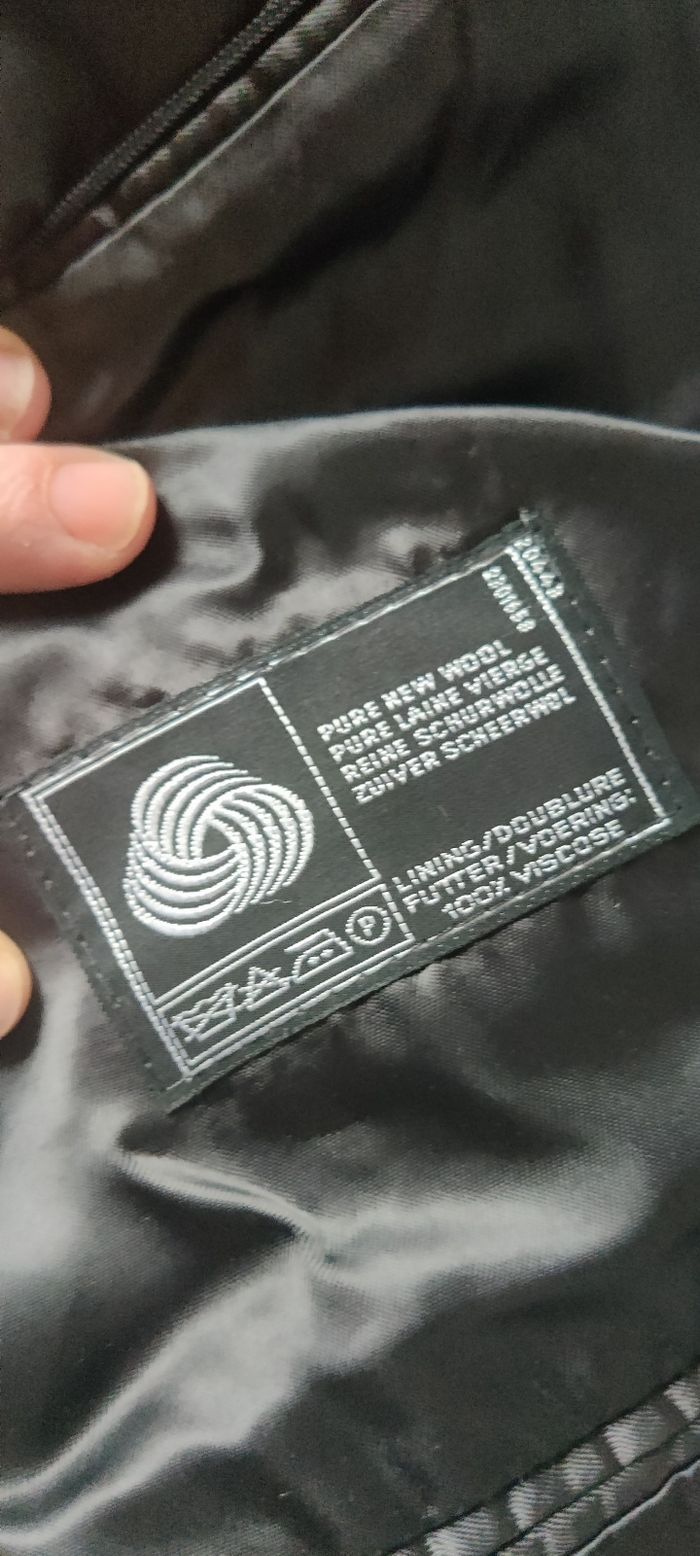 PURE NEW WOOL
PURE LAINE VIERGE
REINE SCHURWOLLE
ZUIVER SCHEERWOL
LINING/DOUBLURE
FUTTER/VOERING:
100% VISCOSE
P